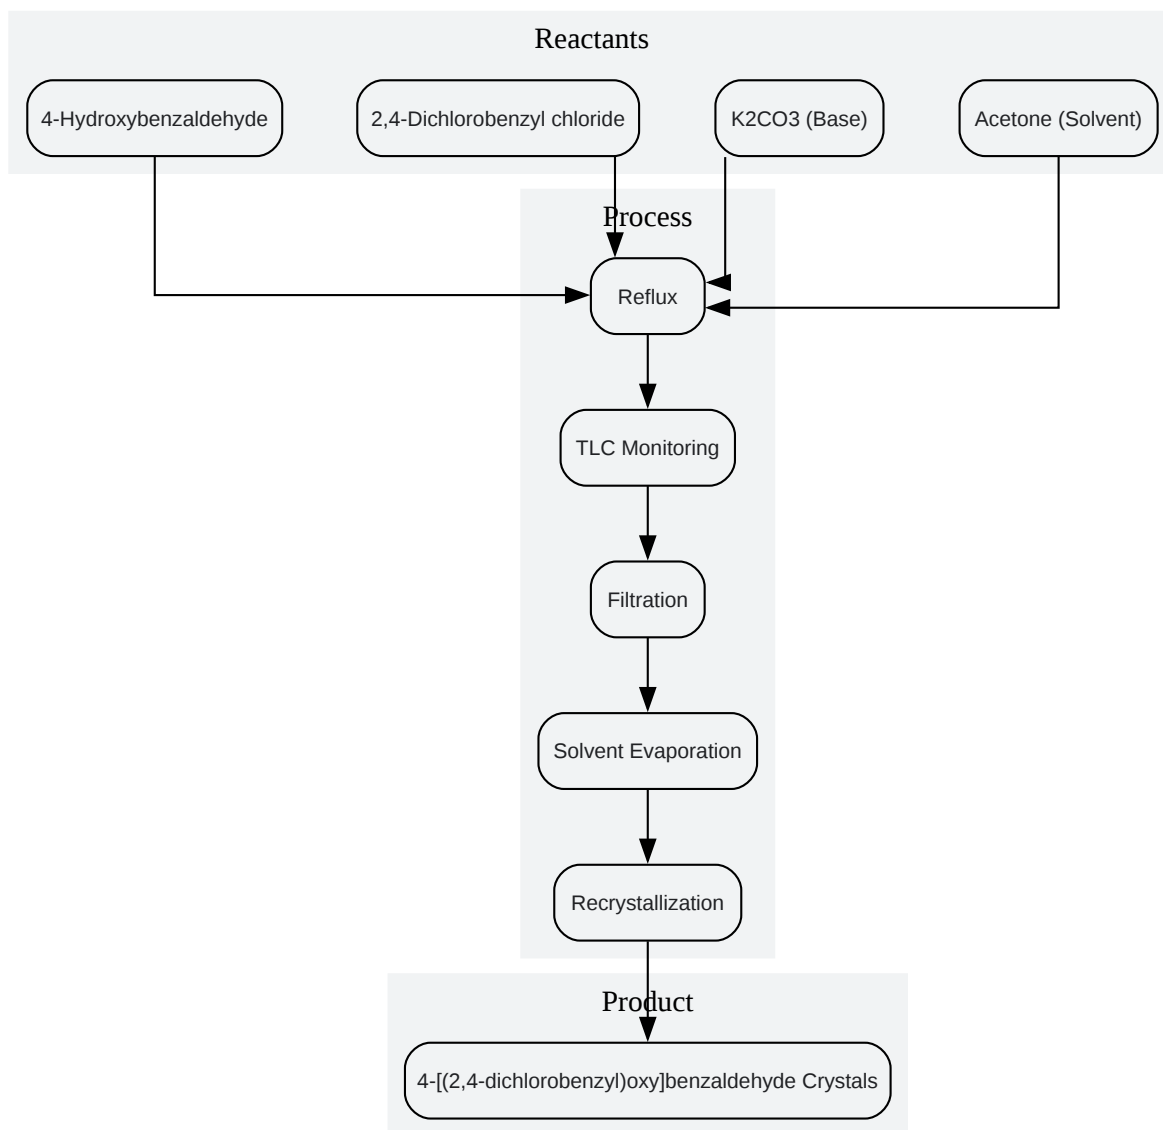 Reactants
4-Hydroxybenzaldehyde
2,4-Dichlorobenzyl chloride
K2CO3 (Base)
Acetone (Solvent)
Process
Reflux
TLC Monitoring
Filtration
Solvent Evaporation
Recrystallization
Product
4-[(2,4-dichlorobenzyl)oxy]benzaldehyde Crystals